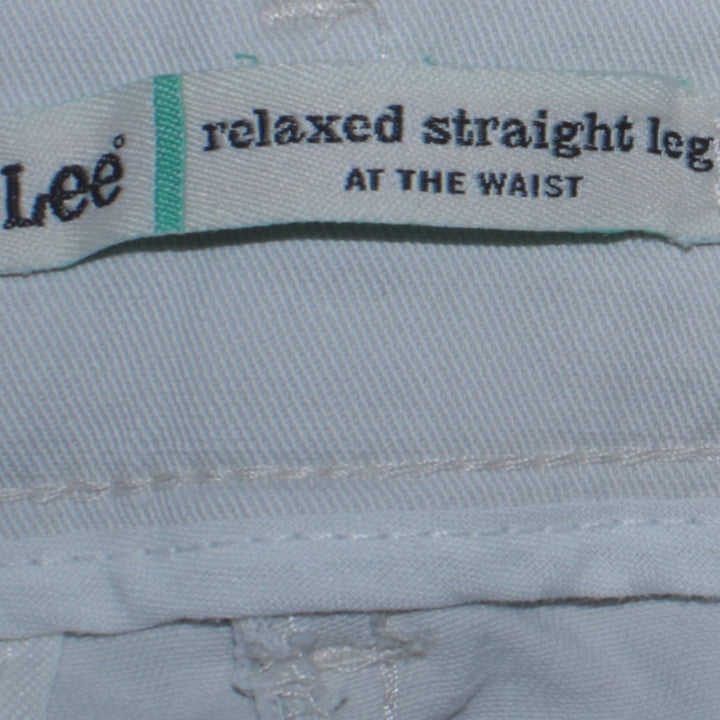 Lee
relaxed straight leg
AT THE WAIST